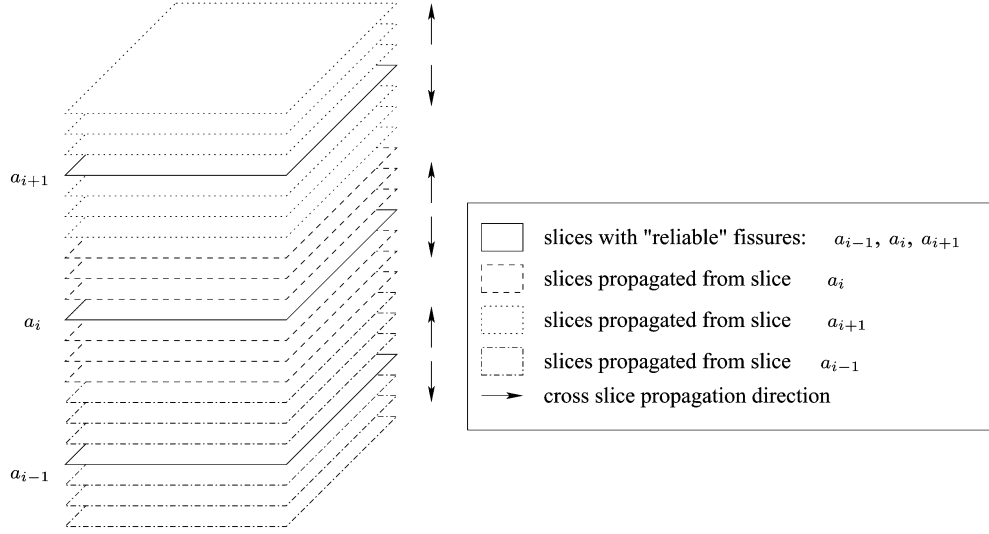 a_{i+1}
a_i
a_{i-1}
slices with "reliable" fissures: a_{i-1}, a_i, a_{i+1}
slices propagated from slice a_i
slices propagated from slice a_{i+1}
slices propagated from slice a_{i-1}
cross slice propagation direction